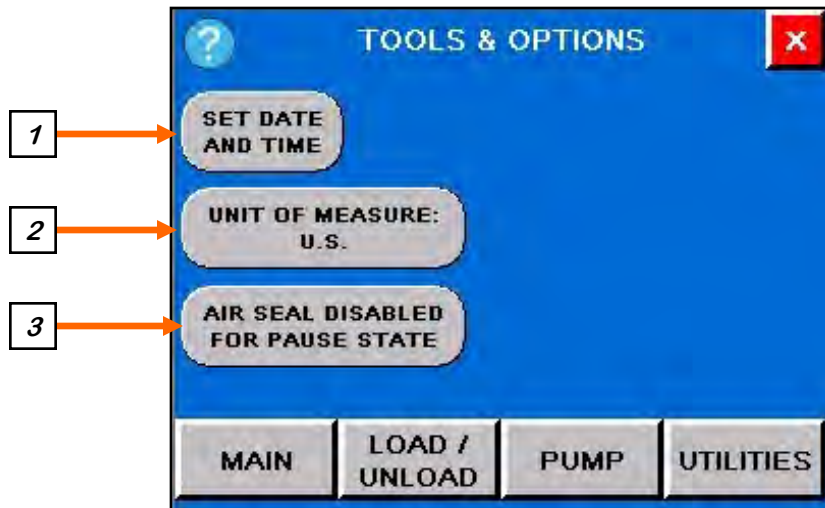 ?
TOOLS & OPTIONS
X
1
SET DATE
AND TIME
2
UNIT OF MEASURE:
U.S.
3
AIR SEAL DISABLED
FOR PAUSE STATE
MAIN
LOAD /
UNLOAD
PUMP
UTILITIES